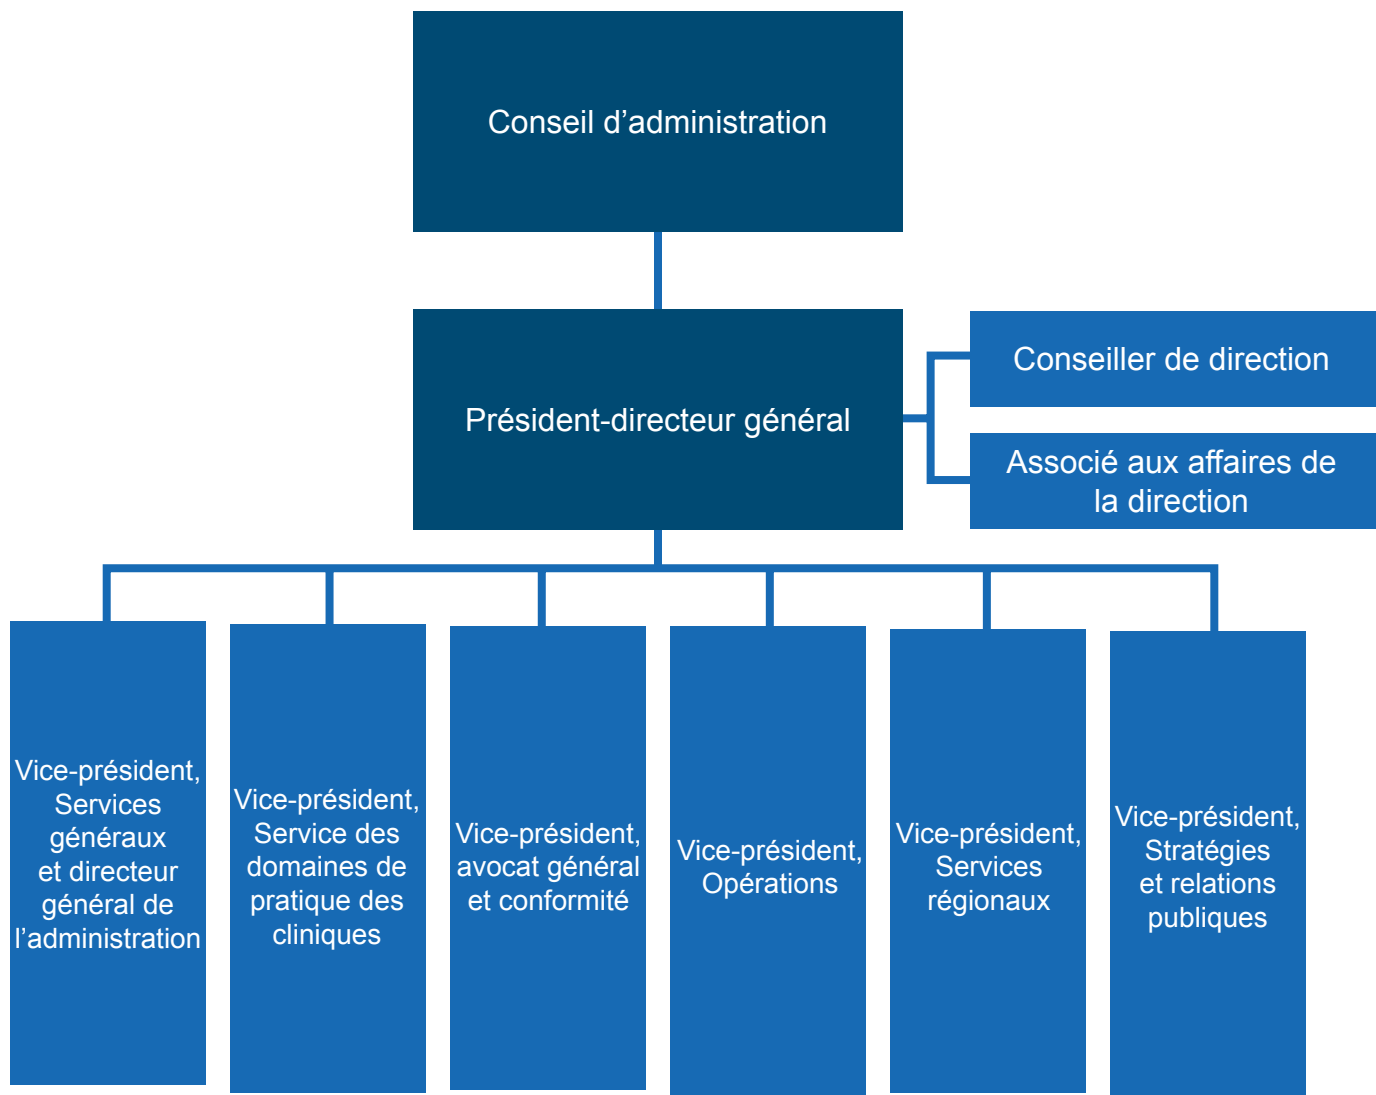 Conseil d’administration
Président-directeur général
Conseiller de direction
Associé aux affaires de
la direction
Vice-président,
Services
généraux
et directeur
général de
l’administration
Vice-président,
Service des
domaines de
pratique des
cliniques
Vice-président,
avocat général
et conformité
Vice-président,
Opérations
Vice-président,
Services
régionaux
Vice-président,
Stratégies
et relations
publiques